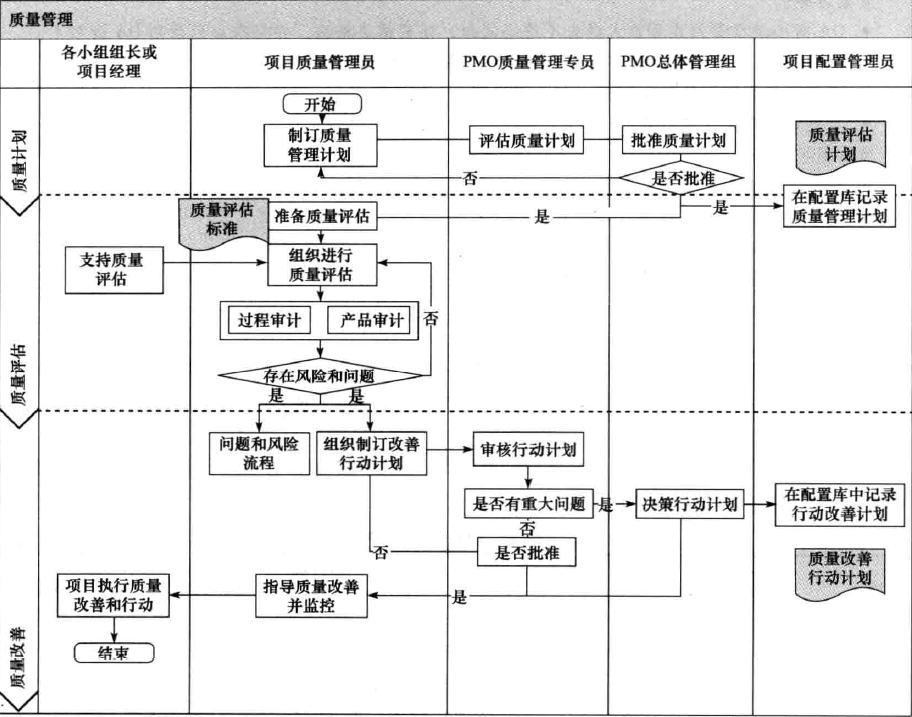 质量管理
各小组组长或
项目经理
项目质量管理员
PMO质量管理专员
PMO总体管理组
项目配置管理员
质量计划
开始
制订质量
管理计划
评估质量计划
批准质量计划
质量评估
计划
否
是否批准
是
在配置库记录
质量管理计划
质量评估
质量评估
标准
准备质量评估
是
支持质量
评估
组织进行
质量评估
过程审计
产品审计
否
存在风险和问题
是
是
质量改善
问题和风险
流程
组织制订改善
行动计划
审核行动计划
是否有重大问题
是
决策行动计划
在配置库中记录
行动改善计划
否
否
是否批准
质量改善
行动计划
项目执行质量
改善和行动
指导质量改善
并监控
是
结束